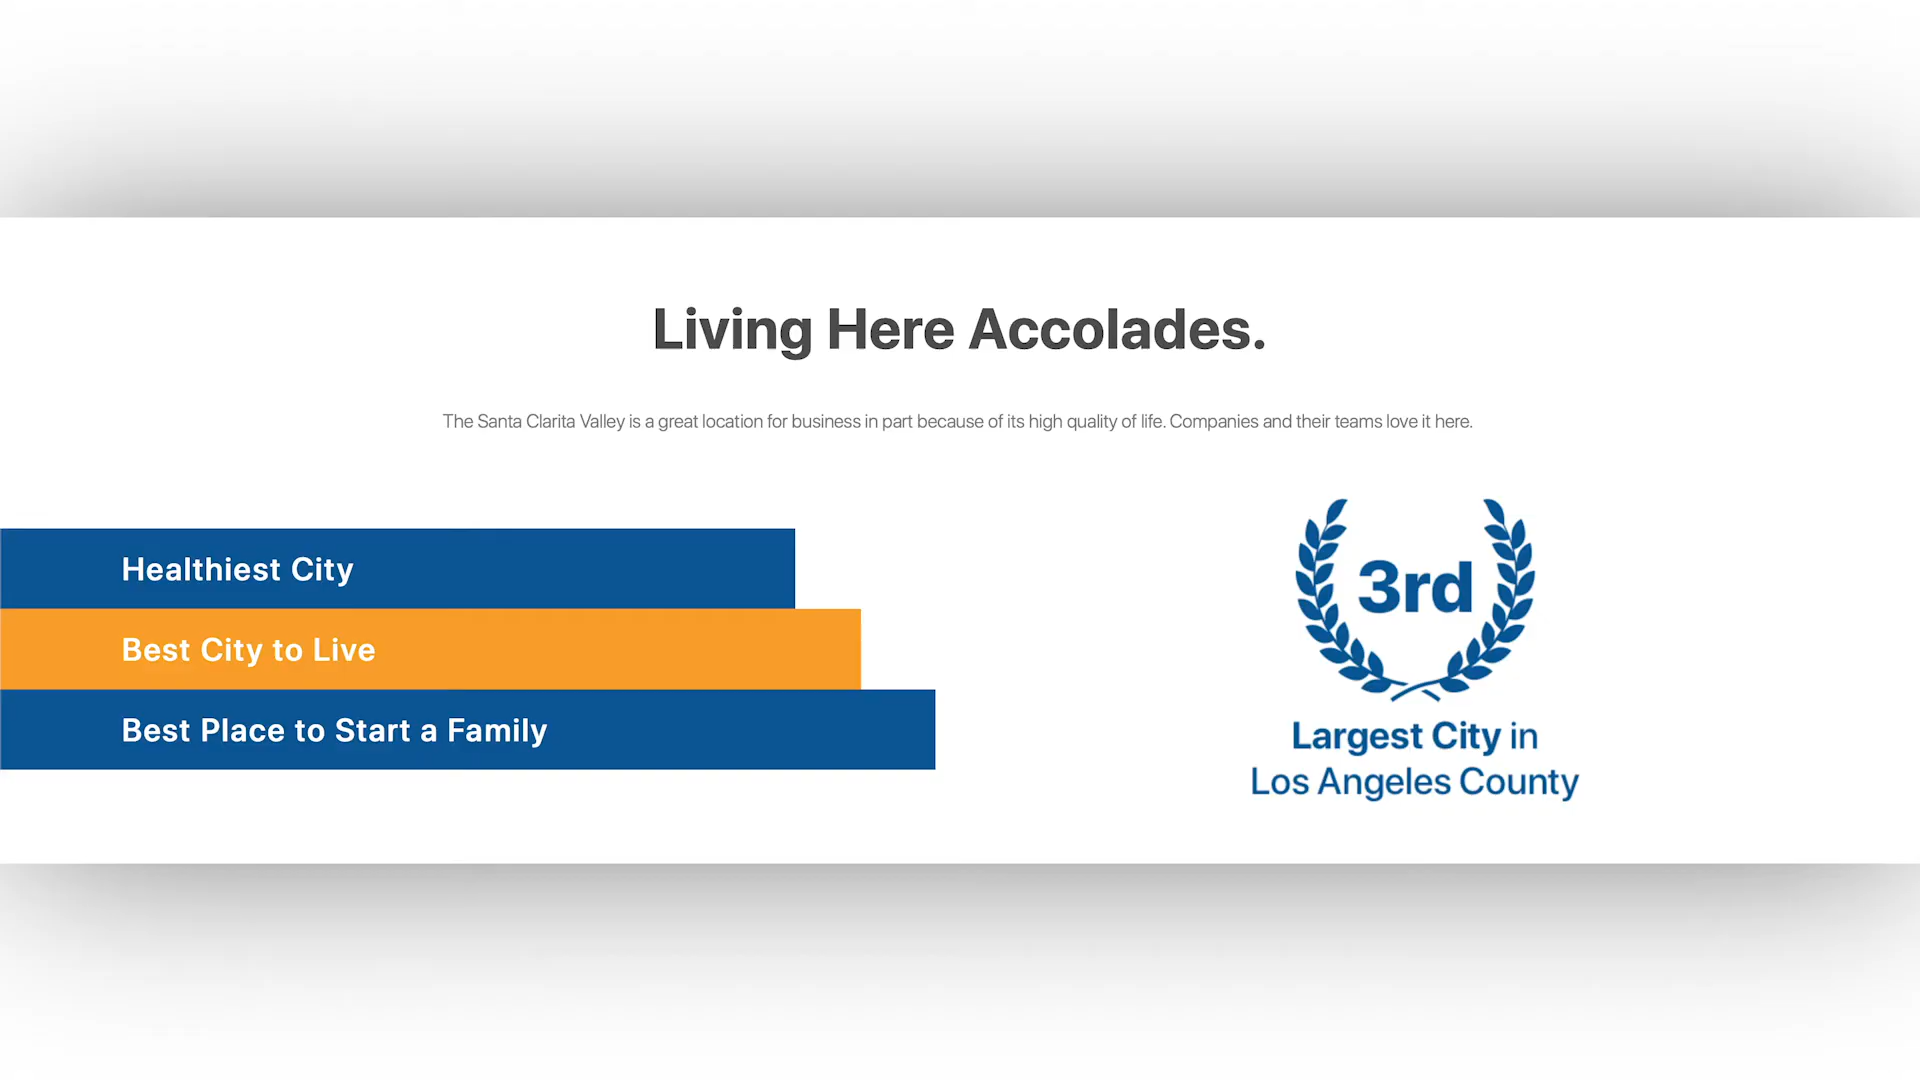 Living Here Accolades.
The Santa Clarita Valley is a great location for business in part because of its high quality of life. Companies and their teams love it here.
Healthiest City
Best City to Live
Best Place to Start a Family
3rd
Largest City in
Los Angeles County